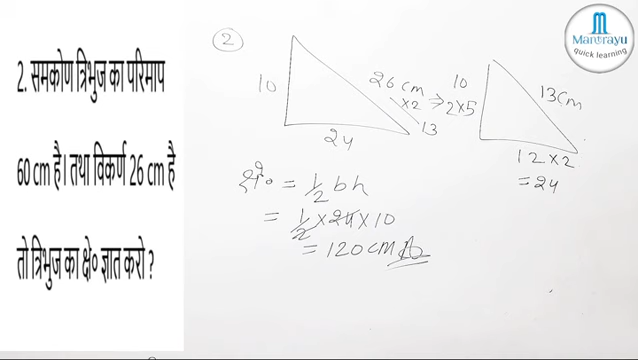 2. समकोण त्रिभुज का परिमाप
60 cm है। तथा विकर्ण 26 cm है
तो त्रिभुज का क्षे० ज्ञात करो ?
2
10
26 cm
×2
13
24
⇒
10
2×5
13cm
12×2
=24
क्षे० = 1/2 bh
= 1/2 × 24 × 10
= 120 cm
m
Manurayu
quick learning